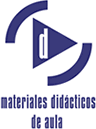 d
materiales didácticos
de aula